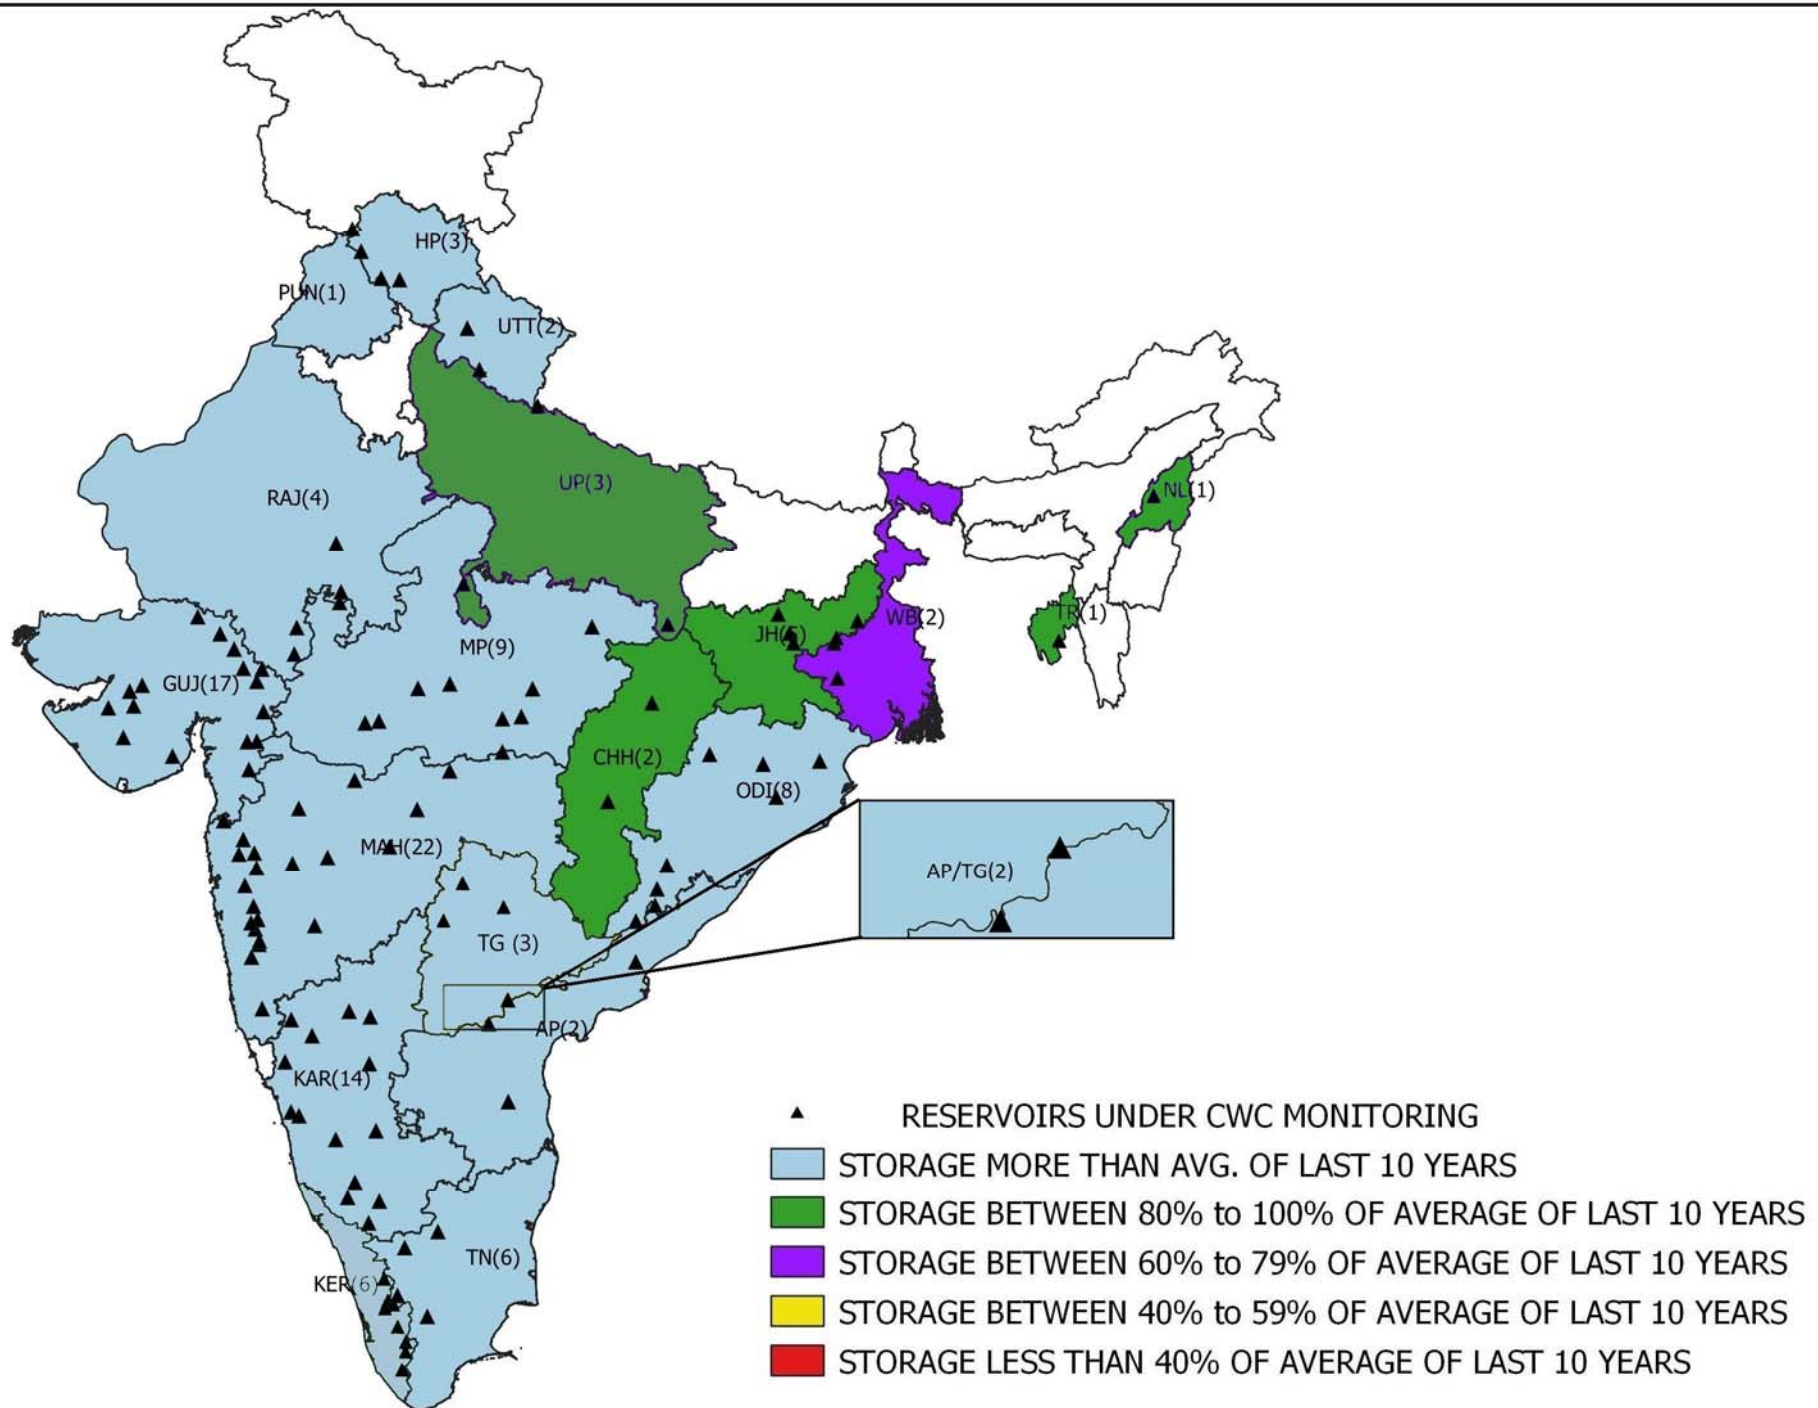 HP(3)
PUN(1)
UTT(2)
UP(3)
RAJ(4)
NL(1)
TR(1)
WB(2)
JH(5)
MP(9)
GUJ(17)
CHH(2)
ODI(8)
MAH(22)
AP/TG(2)
TG (3)
AP(2)
KAR(14)
TN(6)
KER(6)
RESERVOIRS UNDER CWC MONITORING
STORAGE MORE THAN AVG. OF LAST 10 YEARS
STORAGE BETWEEN 80% to 100% OF AVERAGE OF LAST 10 YEARS
STORAGE BETWEEN 60% to 79% OF AVERAGE OF LAST 10 YEARS
STORAGE BETWEEN 40% to 59% OF AVERAGE OF LAST 10 YEARS
STORAGE LESS THAN 40% OF AVERAGE OF LAST 10 YEARS